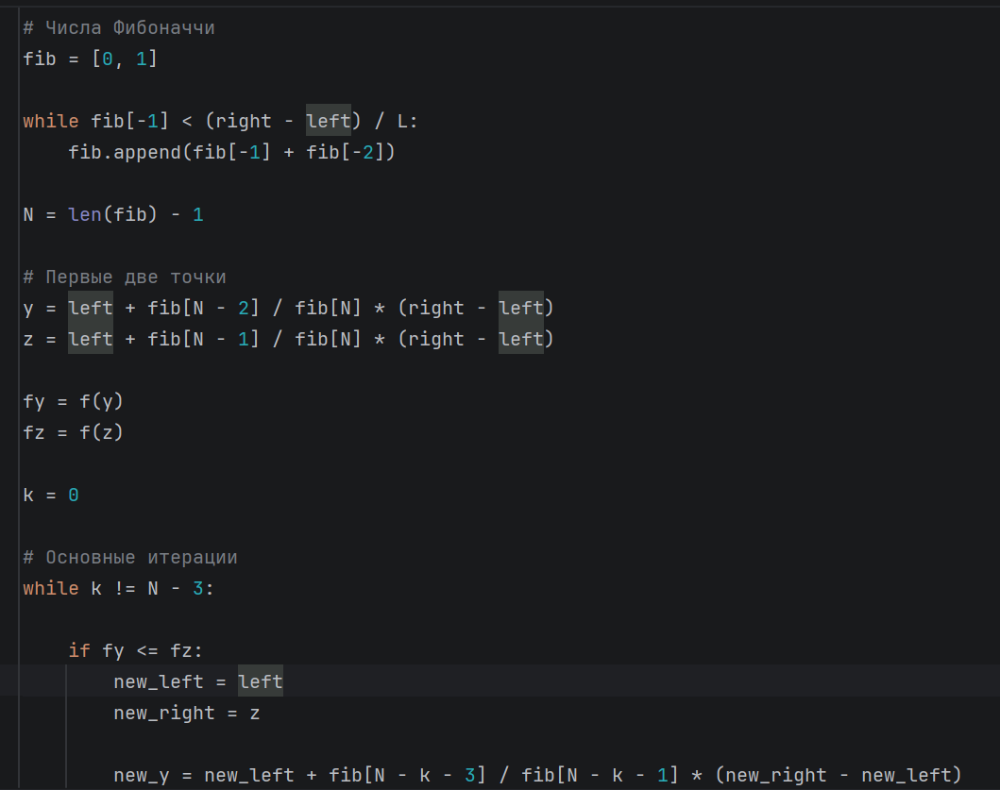 # Числа Фибоначчи
fib = [0, 1]
while fib[-1] < (right - left) / L:
    fib.append(fib[-1] + fib[-2])
N = len(fib) - 1
# Первые две точки
y = left + fib[N - 2] / fib[N] * (right - left)
z = left + fib[N - 1] / fib[N] * (right - left)
fy = f(y)
fz = f(z)
k = 0
# Основные итерации
while k != N - 3:
    if fy <= fz:
        new_left = left
        new_right = z
        new_y = new_left + fib[N - k - 3] / fib[N - k - 1] * (new_right - new_left)